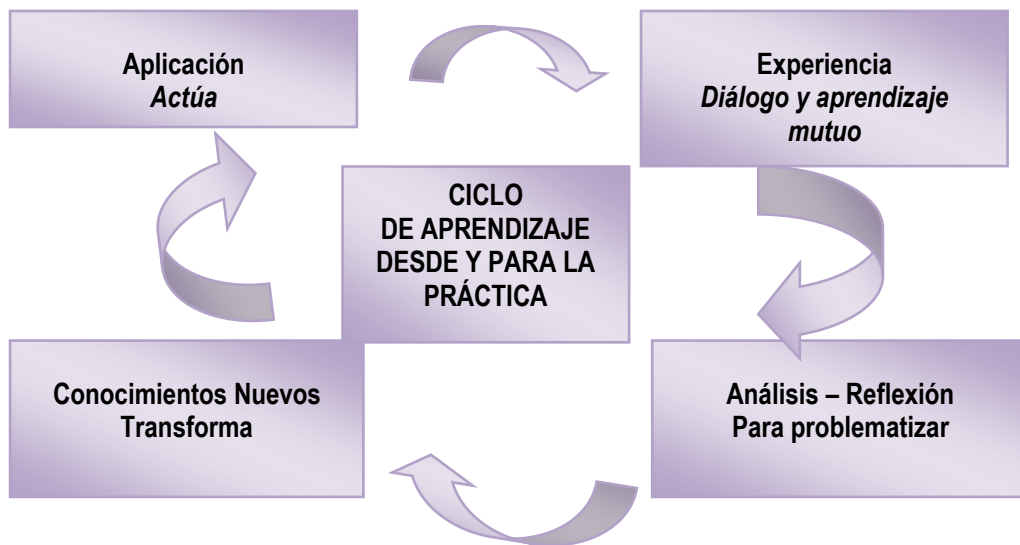 Aplicación
Actúa
Experiencia
Diálogo y aprendizaje
mutuo
CICLO
DE APRENDIZAJE
DESDE Y PARA LA
PRÁCTICA
Conocimientos Nuevos
Transforma
Análisis – Reflexión
Para problematizar